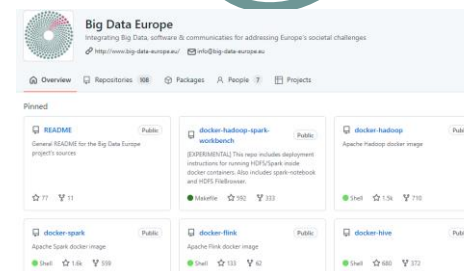 Big Data Europe
Integrating Big Data, software & communicaties for addressing Europe's societal challenges
http://www.big-data-europe.eu/ info@big-data-europe.eu
Overview Repositories 108 Packages People 7 Projects
Pinned
README Public
General README for the Big Data Europe
project's sources
77 11
docker-hadoop-spark-
workbench Public
[EXPERIMENTAL] This repo includes deployment
instructions for running HDFS/Spark inside
docker containers. Also includes spark-notebook
and HDFS FileBrowser.
Makefile 592 333
docker-hadoop Publi
Apache Hadoop docker image
Shell 1.5k 710
docker-spark Public
Apache Spark docker image
Shell 1.6k 559
docker-flink Public
Apache Flink docker image
Shell 133 62
docker-hive Publi
Shell 680 372